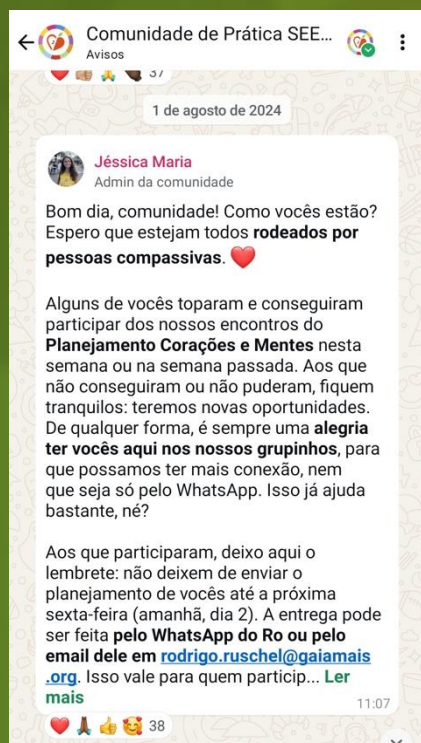 Comunidade de Prática SEE...
Avisos
37
1 de agosto de 2024
Jéssica Maria
Admin da comunidade
Bom dia, comunidade! Como vocês estão?
Espero que estejam todos rodeados por
pessoas compassivas.
Alguns de vocês toparam e conseguiram
participar dos nossos encontros do
Planejamento Corações e Mentes nesta
semana ou na semana passada. Aos que
não conseguiram ou não puderam, fiquem
tranquilos: teremos novas oportunidades.
De qualquer forma, é sempre uma alegria
ter vocês aqui nos nossos grupinhos, para
que possamos ter mais conexão, nem
que seja só pelo WhatsApp. Isso já ajuda
bastante, né?
Aos que participaram, deixo aqui o
lembrete: não deixem de enviar o
planejamento de vocês até a próxima
sexta-feira (amanhã, dia 2). A entrega pode
ser feita pelo WhatsApp do Ro ou pelo
email dele em rodrigo.ruschel@gaiamais
.org. Isso vale para quem particip... Ler
mais
11:07
38